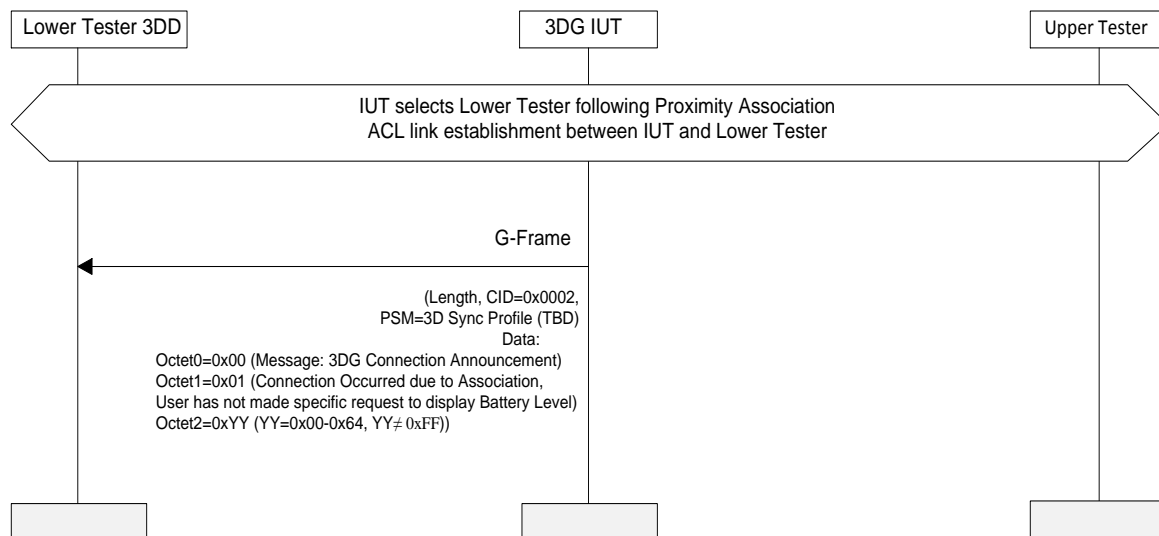 Lower Tester 3DD
3DG IUT
Upper Tester
IUT selects Lower Tester following Proximity Association
ACL link establishment between IUT and Lower Tester
G-Frame
(Length, CID=0x0002,
PSM=3D Sync Profile (TBD)
Data:
Octet0=0x00 (Message: 3DG Connection Announcement)
Octet1=0x01 (Connection Occurred due to Association,
User has not made specific request to display Battery Level)
Octet2=0xYY (YY=0x00-0x64, YY≠ 0xFF))